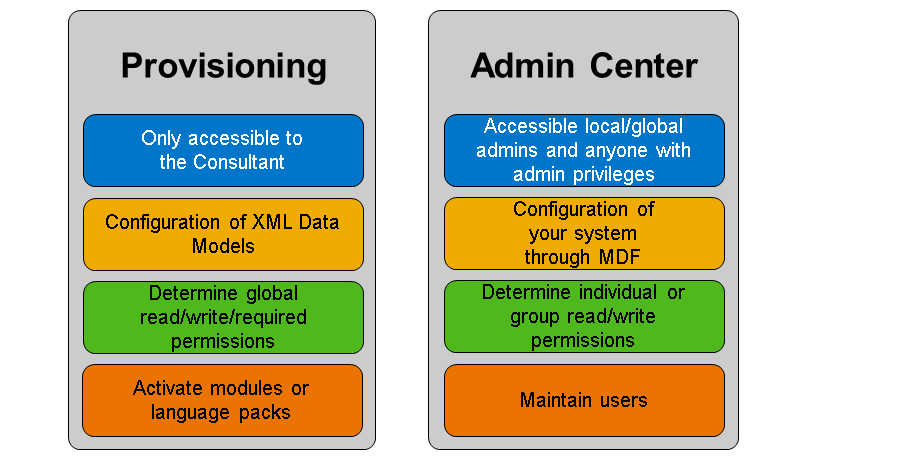 Provisioning
Only accessible to
the Consultant
Configuration of XML Data
Models
Determine global
read/write/required
permissions
Activate modules or
language packs
Admin Center
Accessible local/global
admins and anyone with
admin privileges
Configuration of
your system
through MDF
Determine individual or
group read/write
permissions
Maintain users